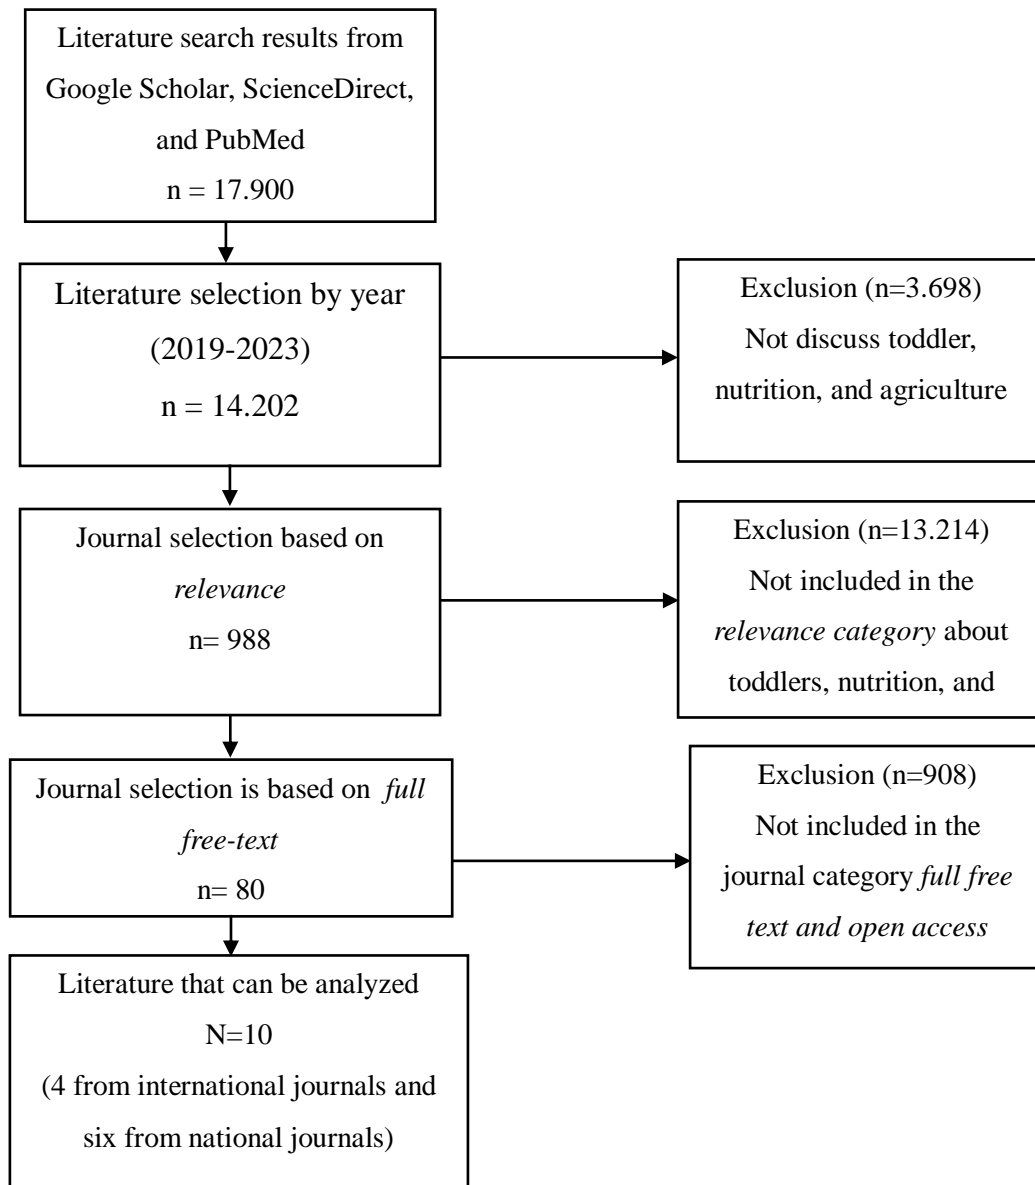 Literature search results from
Google Scholar, ScienceDirect,
and PubMed
n = 17.900
Literature selection by year
(2019-2023)
n = 14.202
Exclusion (n=3.698)
Not discuss toddler,
nutrition, and agriculture
Journal selection based on
relevance
n= 988
Exclusion (n=13.214)
Not included in the
relevance category about
toddlers, nutrition, and
Journal selection is based on full
free-text
n= 80
Exclusion (n=908)
Not included in the
journal category full free
text and open access
Literature that can be analyzed
N=10
(4 from international journals and
six from national journals)